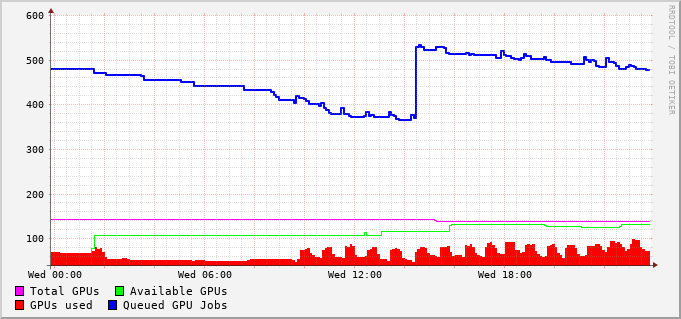 600
500
400
300
200
100
Wed 00:00 Wed 06:00 Wed 12:00 Wed 18:00
Total GPUs Available GPUs
GPUs used Queued GPU Jobs
RRDTOOL / TOBI OETIKER